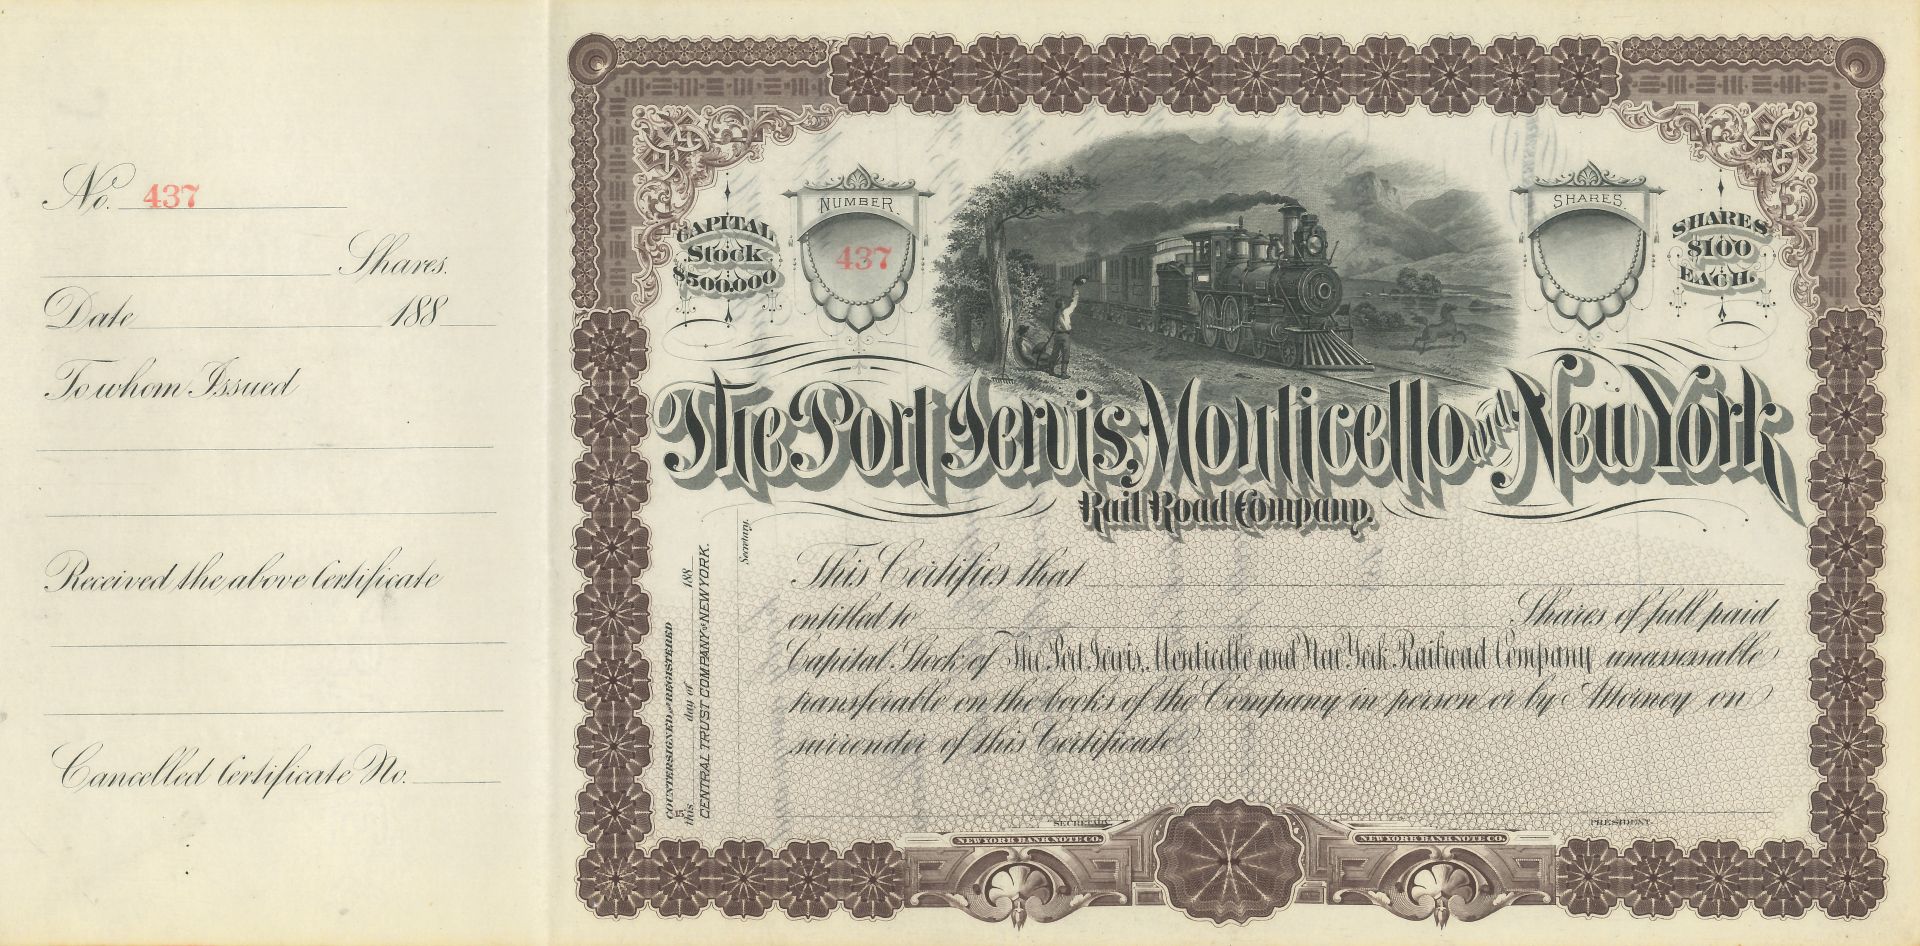 No. 437
Shares.
Date 188
To whom Issued
Received the above Certificate
Cancelled Certificate No.
CAPITAL
Stock
$500.000
NUMBER.
437
SHARES.
SHARES
$100
EACH.
The Port Jervis, Monticello and New York
Rail Road Company.
This Certifies that
entitled to Shares of full paid
Capital Stock of The Port Jervis, Monticello and New York Railroad Company unassessable
transferable on the books of the Company in person or by Attorney on
surrender of this Certificate
COUNTERSIGNED and REGISTERED
this day of 188
CENTRAL TRUST COMPANY of NEW YORK.
Secretary.
SECRETARY.
PRESIDENT.
NEW YORK BANK NOTE CO.
NEW YORK BANK NOTE CO.